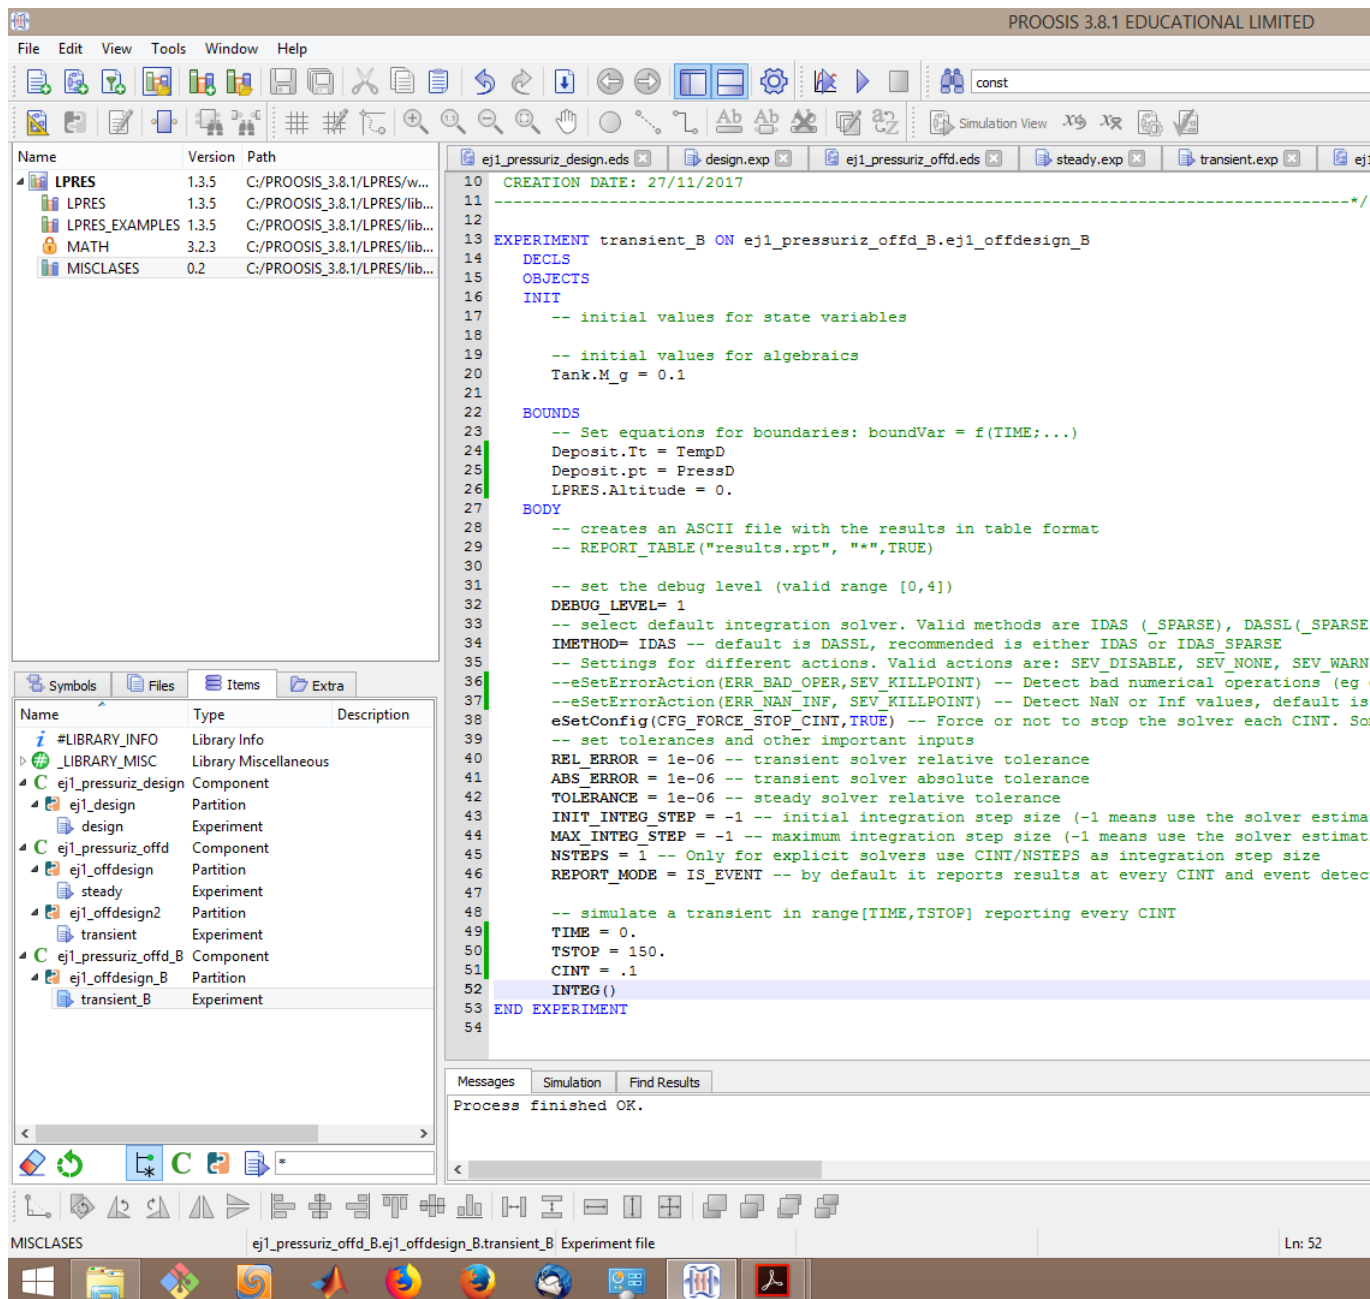 PROOSIS 3.8.1 EDUCATIONAL LIMITED
File Edit View Tools Window Help
const
Simulation View
Name Version Path
LPRES 1.3.5 C:/PROOSIS_3.8.1/LPRES/w...
LPRES 1.3.5 C:/PROOSIS_3.8.1/LPRES/lib...
LPRES_EXAMPLES 1.3.5 C:/PROOSIS_3.8.1/LPRES/lib...
MATH 3.2.3 C:/PROOSIS_3.8.1/LPRES/lib...
MISCLASES 0.2 C:/PROOSIS_3.8.1/LPRES/lib...
Symbols Files Items Extra
Name Type Description
#LIBRARY_INFO Library Info
_LIBRARY_MISC Library Miscellaneous
ej1_pressuriz_design Component
ej1_design Partition
design Experiment
ej1_pressuriz_offd Component
ej1_offdesign Partition
steady Experiment
ej1_offdesign2 Partition
transient Experiment
ej1_pressuriz_offd_B Component
ej1_offdesign_B Partition
transient_B Experiment
*
ej1_pressuriz_design.eds design.exp ej1_pressuriz_offd.eds steady.exp transient.exp ej1
10 CREATION DATE: 27/11/2017
11 -----------------------------------------------------------------------------------------*/
12
13 EXPERIMENT transient_B ON ej1_pressuriz_offd_B.ej1_offdesign_B
14 DECLS
15 OBJECTS
16 INIT
17 -- initial values for state variables
18
19 -- initial values for algebraics
20 Tank.M_g = 0.1
21
22 BOUNDS
23 -- Set equations for boundaries: boundVar = f(TIME;...)
24 Deposit.Tt = TempD
25 Deposit.pt = PressD
26 LPRES.Altitude = 0.
27 BODY
28 -- creates an ASCII file with the results in table format
29 -- REPORT_TABLE("results.rpt", "*",TRUE)
30
31 -- set the debug level (valid range [0,4])
32 DEBUG_LEVEL= 1
33 -- select default integration solver. Valid methods are IDAS (_SPARSE), DASSL(_SPARSE
34 IMETHOD= IDAS -- default is DASSL, recommended is either IDAS or IDAS_SPARSE
35 -- Settings for different actions. Valid actions are: SEV_DISABLE, SEV_NONE, SEV_WARN
36 --eSetErrorAction(ERR_BAD_OPER,SEV_KILLPOINT) -- Detect bad numerical operations (eg
37 --eSetErrorAction(ERR_NAN_INF, SEV_KILLPOINT) -- Detect NaN or Inf values, default is
38 eSetConfig(CFG_FORCE_STOP_CINT,TRUE) -- Force or not to stop the solver each CINT. So
39 -- set tolerances and other important inputs
40 REL_ERROR = 1e-06 -- transient solver relative tolerance
41 ABS_ERROR = 1e-06 -- transient solver absolute tolerance
42 TOLERANCE = 1e-06 -- steady solver relative tolerance
43 INIT_INTEG_STEP = -1 -- initial integration step size (-1 means use the solver estima
44 MAX_INTEG_STEP = -1 -- maximum integration step size (-1 means use the solver estimat
45 NSTEPS = 1 -- Only for explicit solvers use CINT/NSTEPS as integration step size
46 REPORT_MODE = IS_EVENT -- by default it reports results at every CINT and event detec
47
48 -- simulate a transient in range[TIME,TSTOP] reporting every CINT
49 TIME = 0.
50 TSTOP = 150.
51 CINT = .1
52 INTEG()
53 END EXPERIMENT
54
Messages Simulation Find Results
Process finished OK.
MISCLASES ej1_pressuriz_offd_B.ej1_offdesign_B.transient_B Experiment file Ln: 52